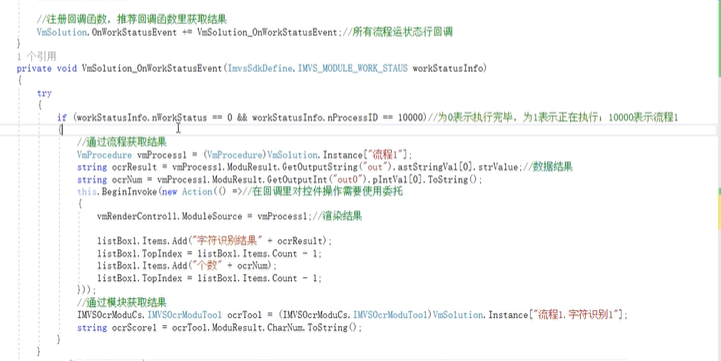 //注册回调函数，推荐回调函数里获取结果
VmSolution.OnWorkStatusEvent += VmSolution_OnWorkStatusEvent;//所有流程运状态行回调
}
1 个引用
private void VmSolution_OnWorkStatusEvent(ImvsSdkDefine.IMVS_MODULE_WORK_STAUS workStatusInfo)
{
try
{
if (workStatusInfo.nWorkStatus == 0 && workStatusInfo.nProcessID == 10000)//为0表示执行完毕，为1表示正在执行；10000表示流程1
{
//通过流程获取结果
VmProcedure vmProcess1 = (VmProcedure)VmSolution.Instance["流程1"];
string ocrResult = vmProcess1.ModuResult.GetOutputString("out").astStringVal[0].strValue;//数据结果
string ocrNum = vmProcess1.ModuResult.GetOutputInt("out0").pIntVal[0].ToString();
this.BeginInvoke(new Action(() =>//在回调里对控件操作需要使用委托
{
vmRenderControl1.ModuleSource = vmProcess1;//渲染结果
listBox1.Items.Add("字符识别结果" + ocrResult);
listBox1.TopIndex = listBox1.Items.Count - 1;
listBox1.Items.Add("个数" + ocrNum);
listBox1.TopIndex = listBox1.Items.Count - 1;
}));
//通过模块获取结果
IMVSOcrModuCs.IMVSOcrModuTool ocrTool = (IMVSOcrModuCs.IMVSOcrModuTool)VmSolution.Instance["流程1.字符识别1"];
string ocrScore1 = ocrTool.ModuResult.CharNum.ToString();
}
}